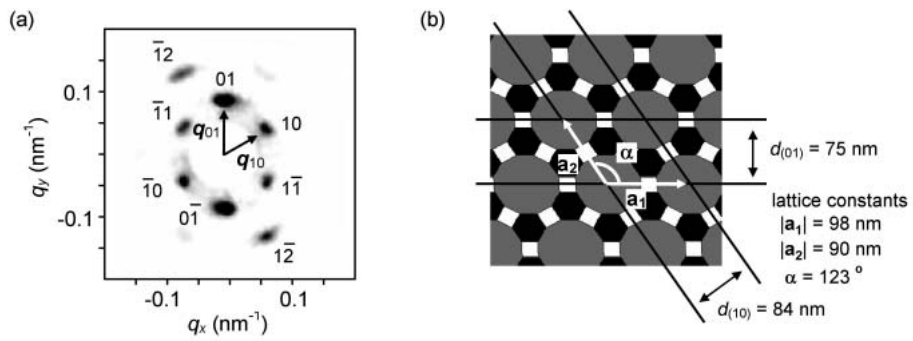 (a)
1̄2
01
0.1
1̄1
10
q01
q10
qy (nm-1)
1̄0
11̄
-0.1
01̄
12̄
-0.1
0.1
qx (nm-1)
(b)
d(01) = 75 nm
α
a2
a1
lattice constants
|a1| = 98 nm
|a2| = 90 nm
α = 123 °
d(10) = 84 nm